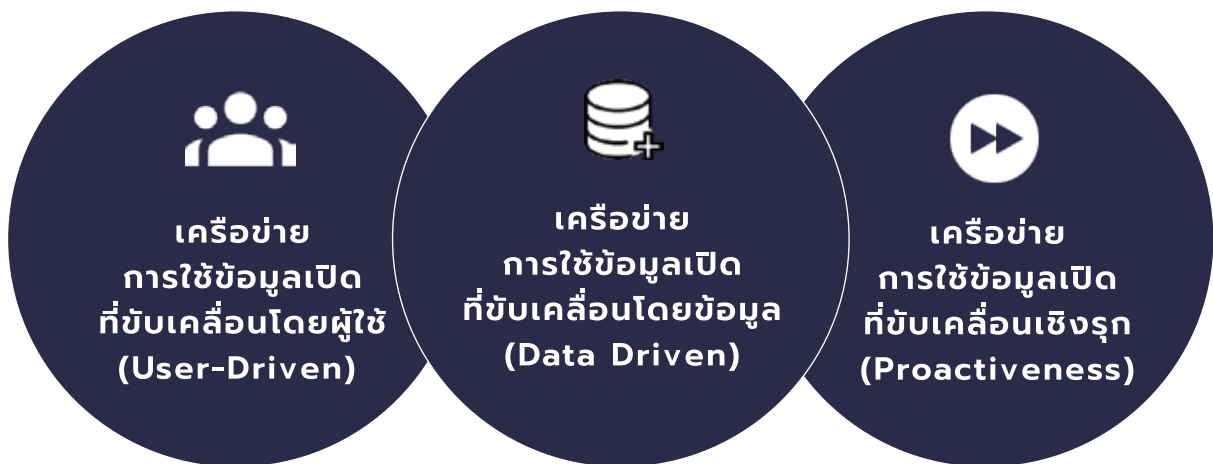 เครือข่าย
การใช้ข้อมูลเปิด
ที่ขับเคลื่อนโดยผู้ใช้
(User-Driven)
เครือข่าย
การใช้ข้อมูลเปิด
ที่ขับเคลื่อนโดยข้อมูล
(Data Driven)
เครือข่าย
การใช้ข้อมูลเปิด
ที่ขับเคลื่อนเชิงรุก
(Proactiveness)